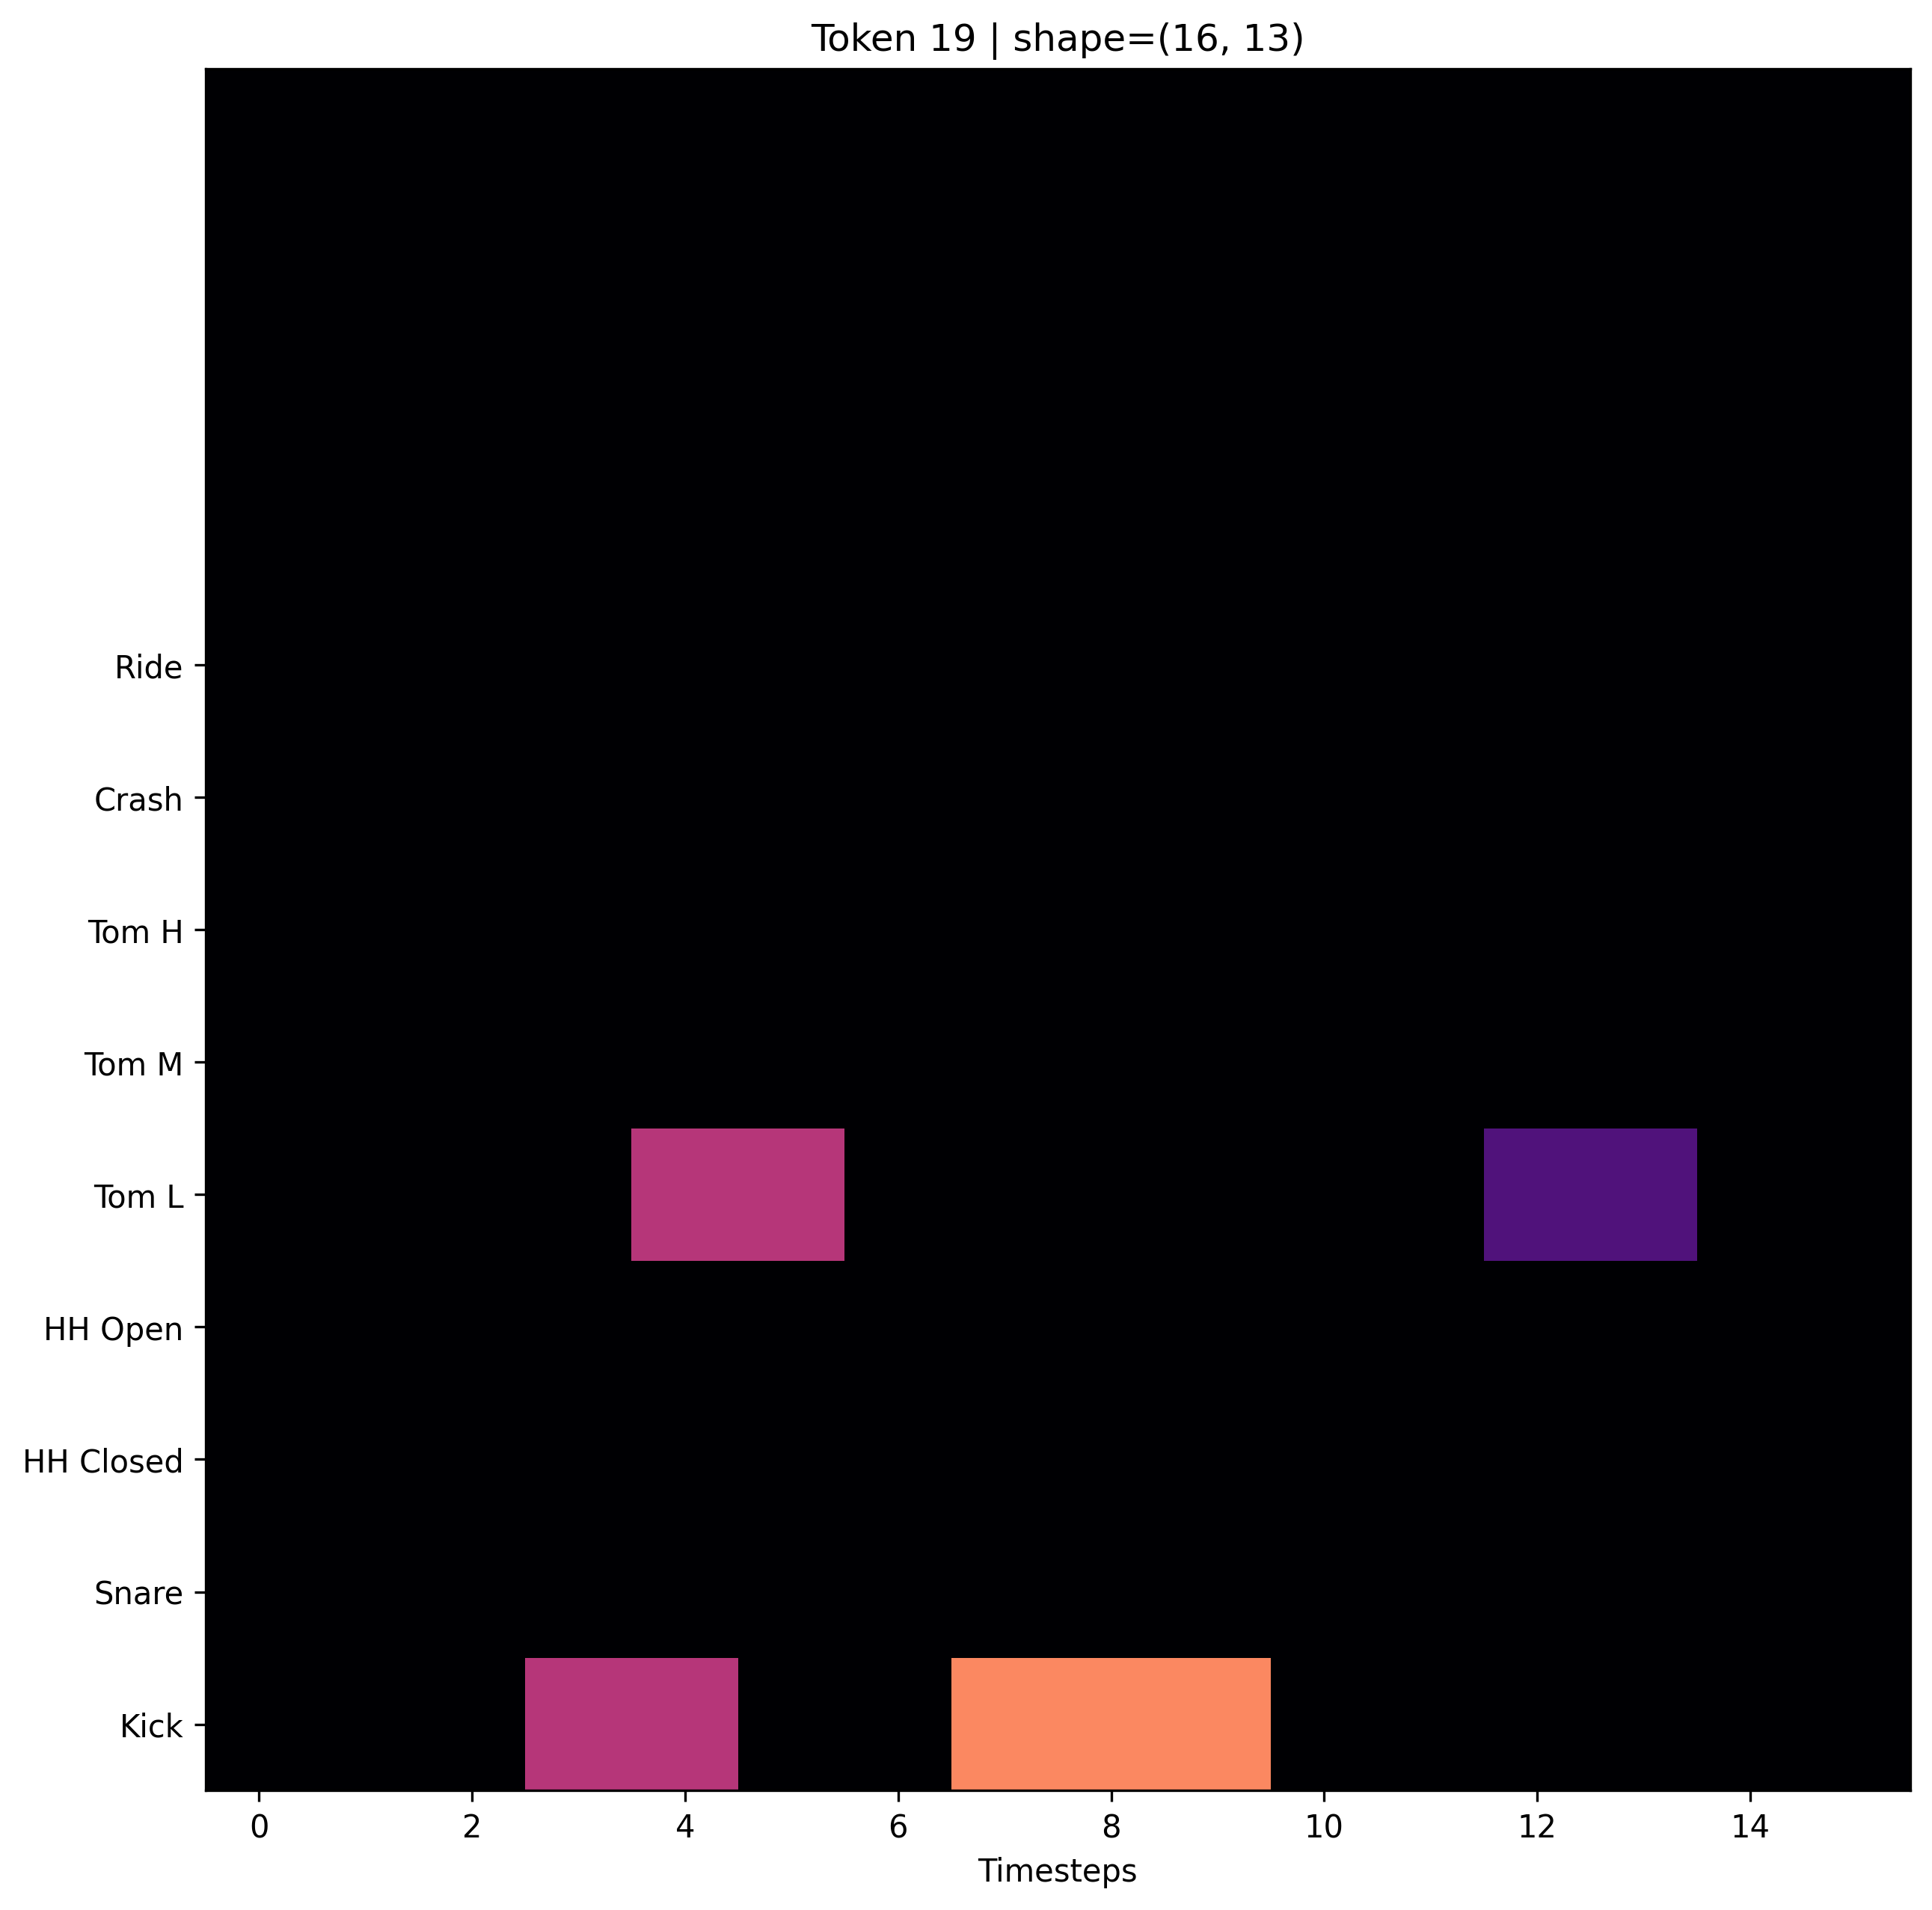 Token 19 | shape=(16, 13)
Ride
Crash
Tom H
Tom M
Tom L
HH Open
HH Closed
Snare
Kick
0 2 4 6 8 10 12 14
Timesteps